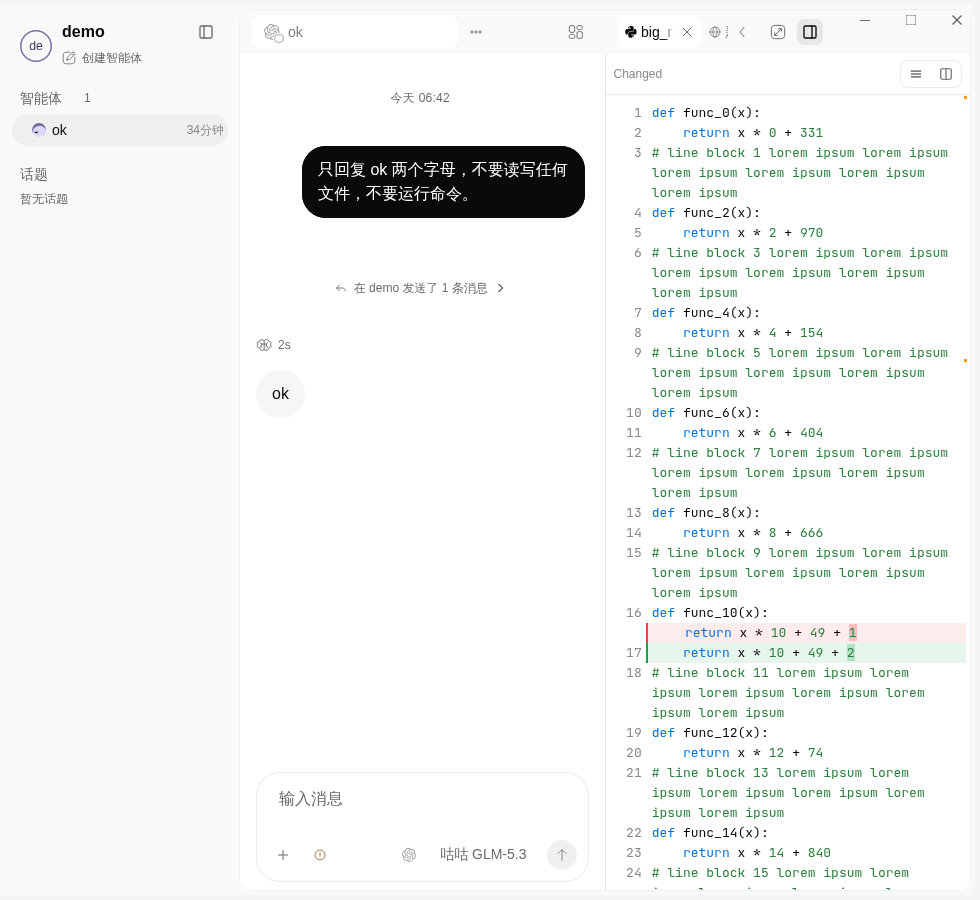 de
demo
创建智能体
智能体 1
ok 34分钟
话题
暂无话题
ok
今天 06:42
只回复 ok 两个字母，不要读写任何
文件，不要运行命令。
在 demo 发送了 1 条消息
2s
ok
输入消息
咕咕 GLM-5.3
big_r
Changed
1 def func_0(x):
2 return x * 0 + 331
3 # line block 1 lorem ipsum lorem ipsum
lorem ipsum lorem ipsum lorem ipsum
lorem ipsum
4 def func_2(x):
5 return x * 2 + 970
6 # line block 3 lorem ipsum lorem ipsum
lorem ipsum lorem ipsum lorem ipsum
lorem ipsum
7 def func_4(x):
8 return x * 4 + 154
9 # line block 5 lorem ipsum lorem ipsum
lorem ipsum lorem ipsum lorem ipsum
lorem ipsum
10 def func_6(x):
11 return x * 6 + 404
12 # line block 7 lorem ipsum lorem ipsum
lorem ipsum lorem ipsum lorem ipsum
lorem ipsum
13 def func_8(x):
14 return x * 8 + 666
15 # line block 9 lorem ipsum lorem ipsum
lorem ipsum lorem ipsum lorem ipsum
lorem ipsum
16 def func_10(x):
return x * 10 + 49 + 1
17 return x * 10 + 49 + 2
18 # line block 11 lorem ipsum lorem
ipsum lorem ipsum lorem ipsum lorem
ipsum lorem ipsum
19 def func_12(x):
20 return x * 12 + 74
21 # line block 13 lorem ipsum lorem
ipsum lorem ipsum lorem ipsum lorem
ipsum lorem ipsum
22 def func_14(x):
23 return x * 14 + 840
24 # line block 15 lorem ipsum lorem